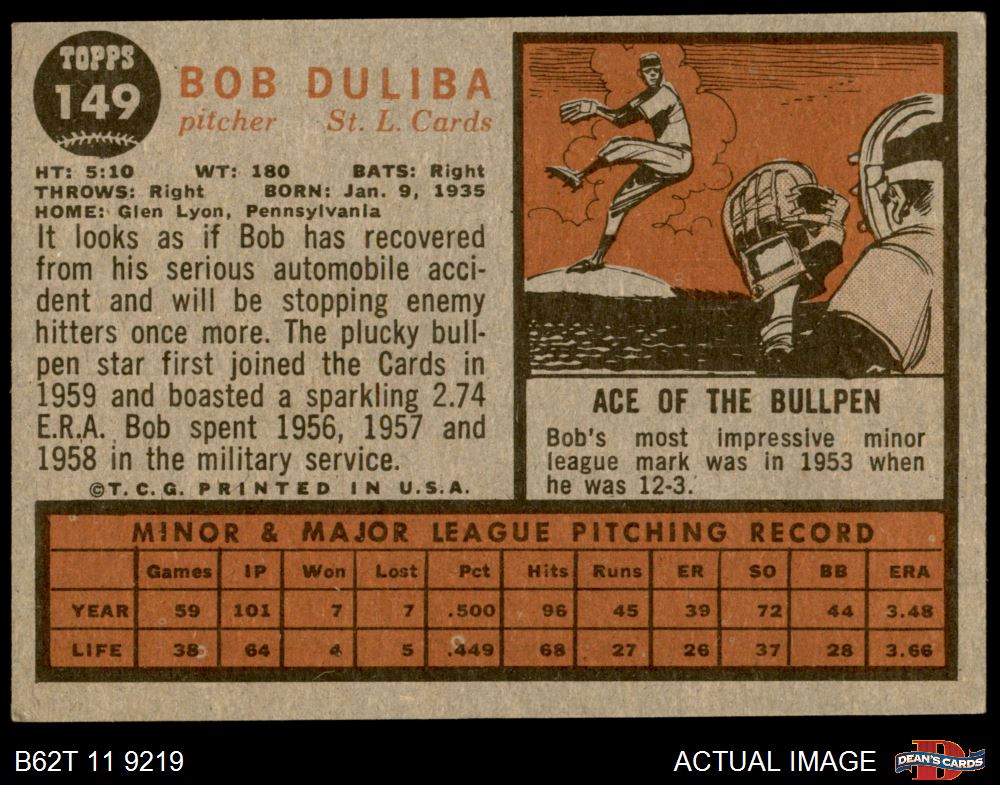 TOPPS
149
BOB DULIBA
pitcher St. L. Cards
HT: 5:10 WT: 180 BATS: Right
THROWS: Right BORN: Jan. 9, 1935
HOME: Glen Lyon, Pennsylvania
It looks as if Bob has recovered
from his serious automobile acci-
dent and will be stopping enemy
hitters once more. The plucky bull-
pen star first joined the Cards in
1959 and boasted a sparkling 2.74
E.R.A. Bob spent 1956, 1957 and
1958 in the military service.
©T.C.G. PRINTED IN U.S.A.
ACE OF THE BULLPEN
Bob's most impressive minor
league mark was in 1953 when
he was 12-3.
MINOR & MAJOR LEAGUE PITCHING RECORD
Games IP Won Lost Pct Hits Runs ER SO BB ERA
YEAR 59 101 7 7 .500 96 45 39 72 44 3.48
LIFE 38 64 4 5 .449 68 27 26 37 28 3.66
B62T 11 9219
ACTUAL IMAGE
DEAN'S CARDS